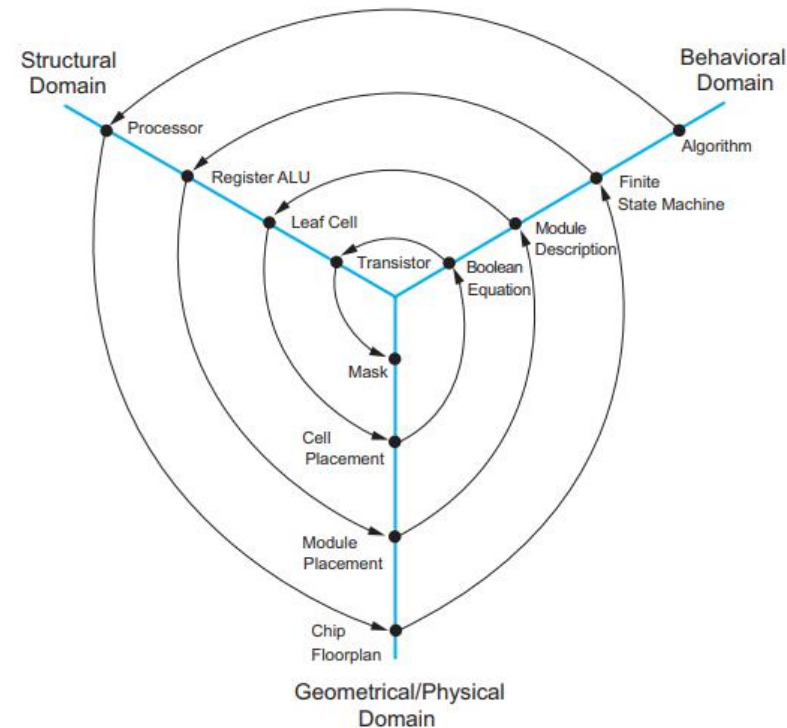 Structural
Domain
Behavioral
Domain
Processor
Algorithm
Register ALU
Finite
State Machine
Leaf Cell
Module
Description
Transistor
Boolean
Equation
Mask
Cell
Placement
Module
Placement
Chip
Floorplan
Geometrical/Physical
Domain